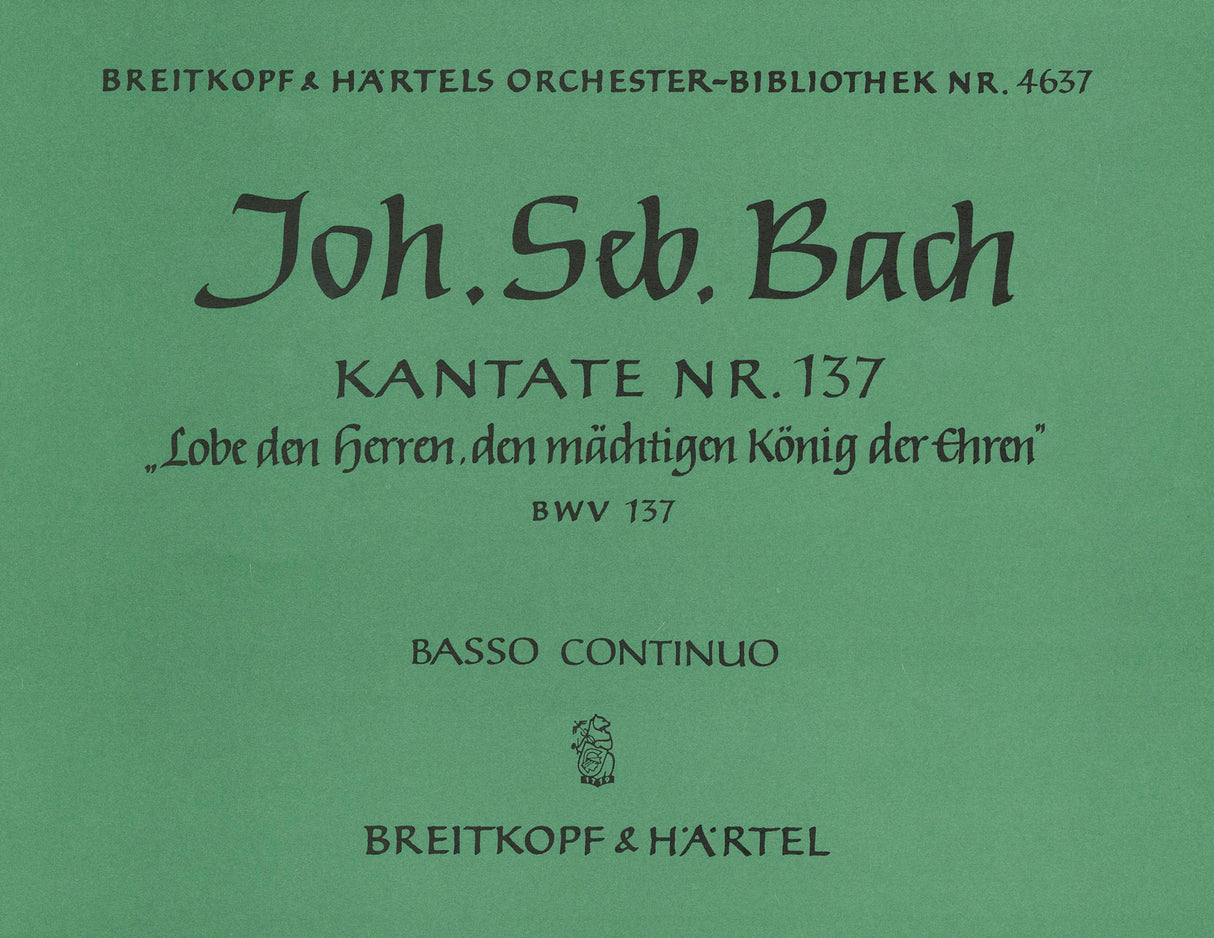 BREITKOPF & HÄRTELS ORCHESTER-BIBLIOTHEK NR. 4637
Joh. Seb. Bach
KANTATE NR. 137
„Lobe den Herren, den mächtigen König der Ehren"
BWV 137
BASSO CONTINUO
1719
BREITKOPF & HÄRTEL